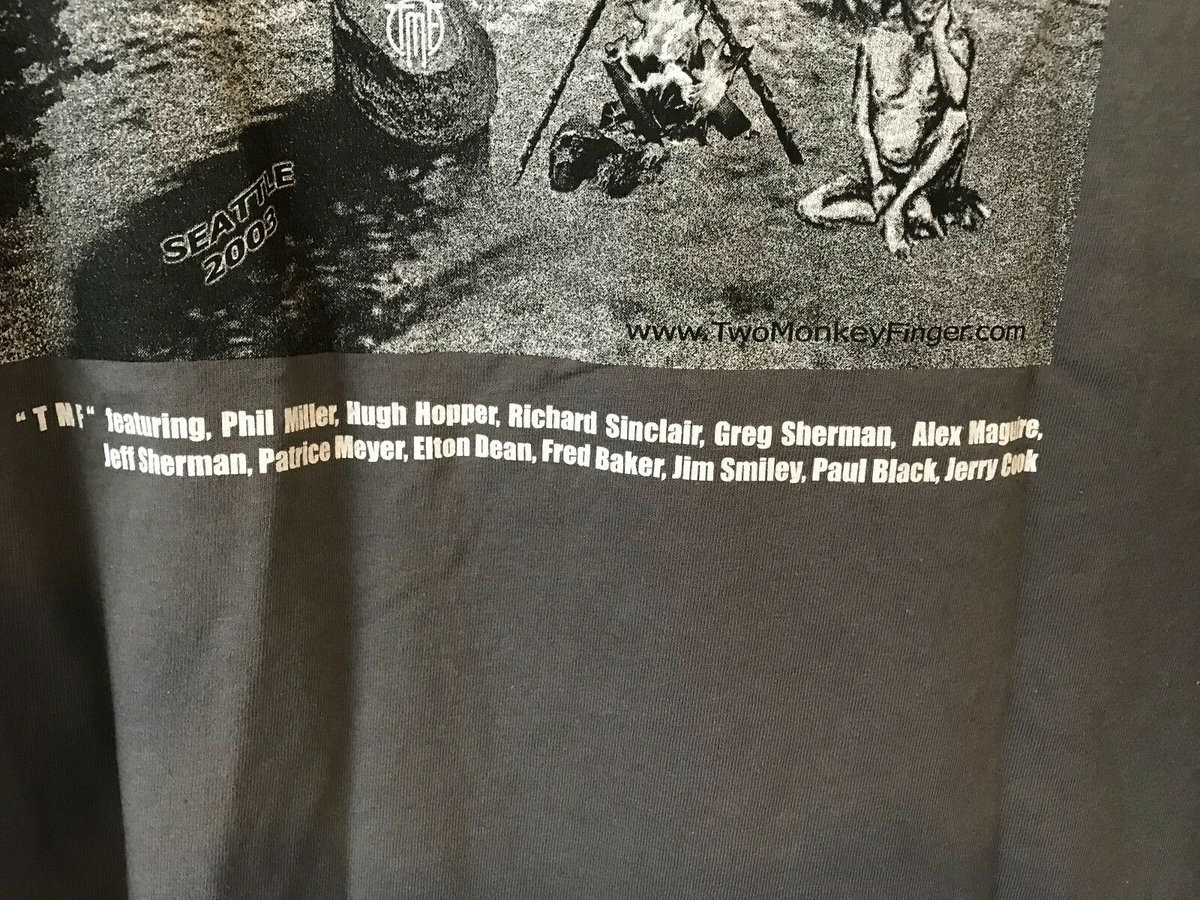 TMF
SEATTLE
2003
www.TwoMonkeyFinger.com
“ T M F“ featuring, Phil Miller, Hugh Hopper, Richard Sinclair, Greg Sherman, Alex Maguire,
Jeff Sherman, Patrice Meyer, Elton Dean, Fred Baker, Jim Smiley, Paul Black, Jerry Cook